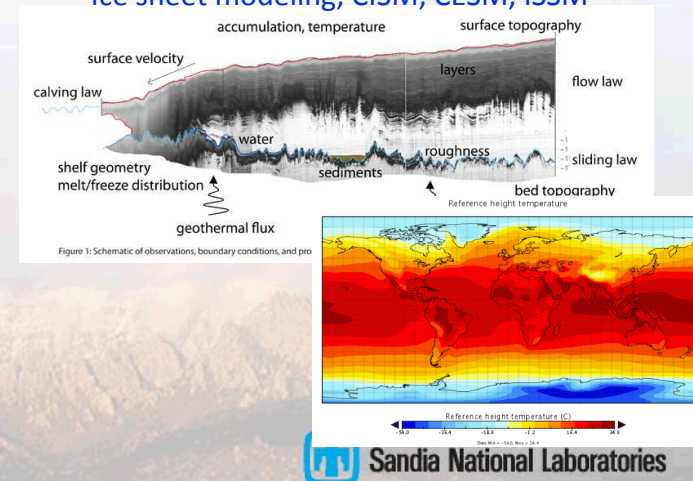 Ice sheet modeling, CISM, CESM, ISSM
accumulation, temperature
surface topography
surface velocity
layers
flow law
calving law
water
roughness
sliding law
shelf geometry
melt/freeze distribution
sediments
bed topography
geothermal flux
Reference height temperature
Figure 1: Schematic of observations, boundary conditions, and pro
Reference height temperature (C)
-54.0 -36.4 -18.8 -1.2 16.4 34.0
Sandia National Laboratories